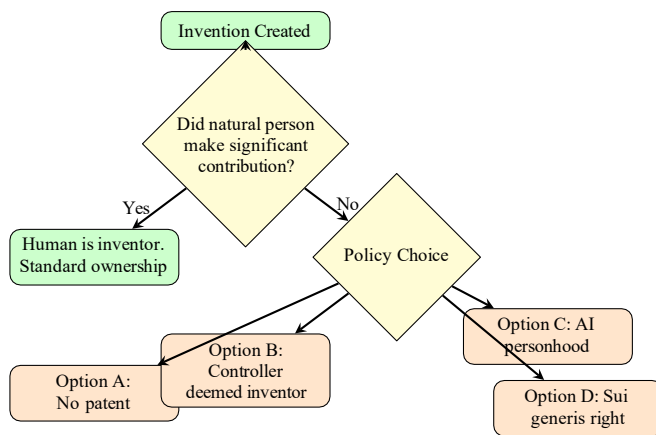 Invention Created
Did natural person
make significant
contribution?
Yes
No
Human is inventor.
Standard ownership
Policy Choice
Option A:
No patent
Option B:
Controller
deemed inventor
Option C: AI
personhood
Option D: Sui
generis right